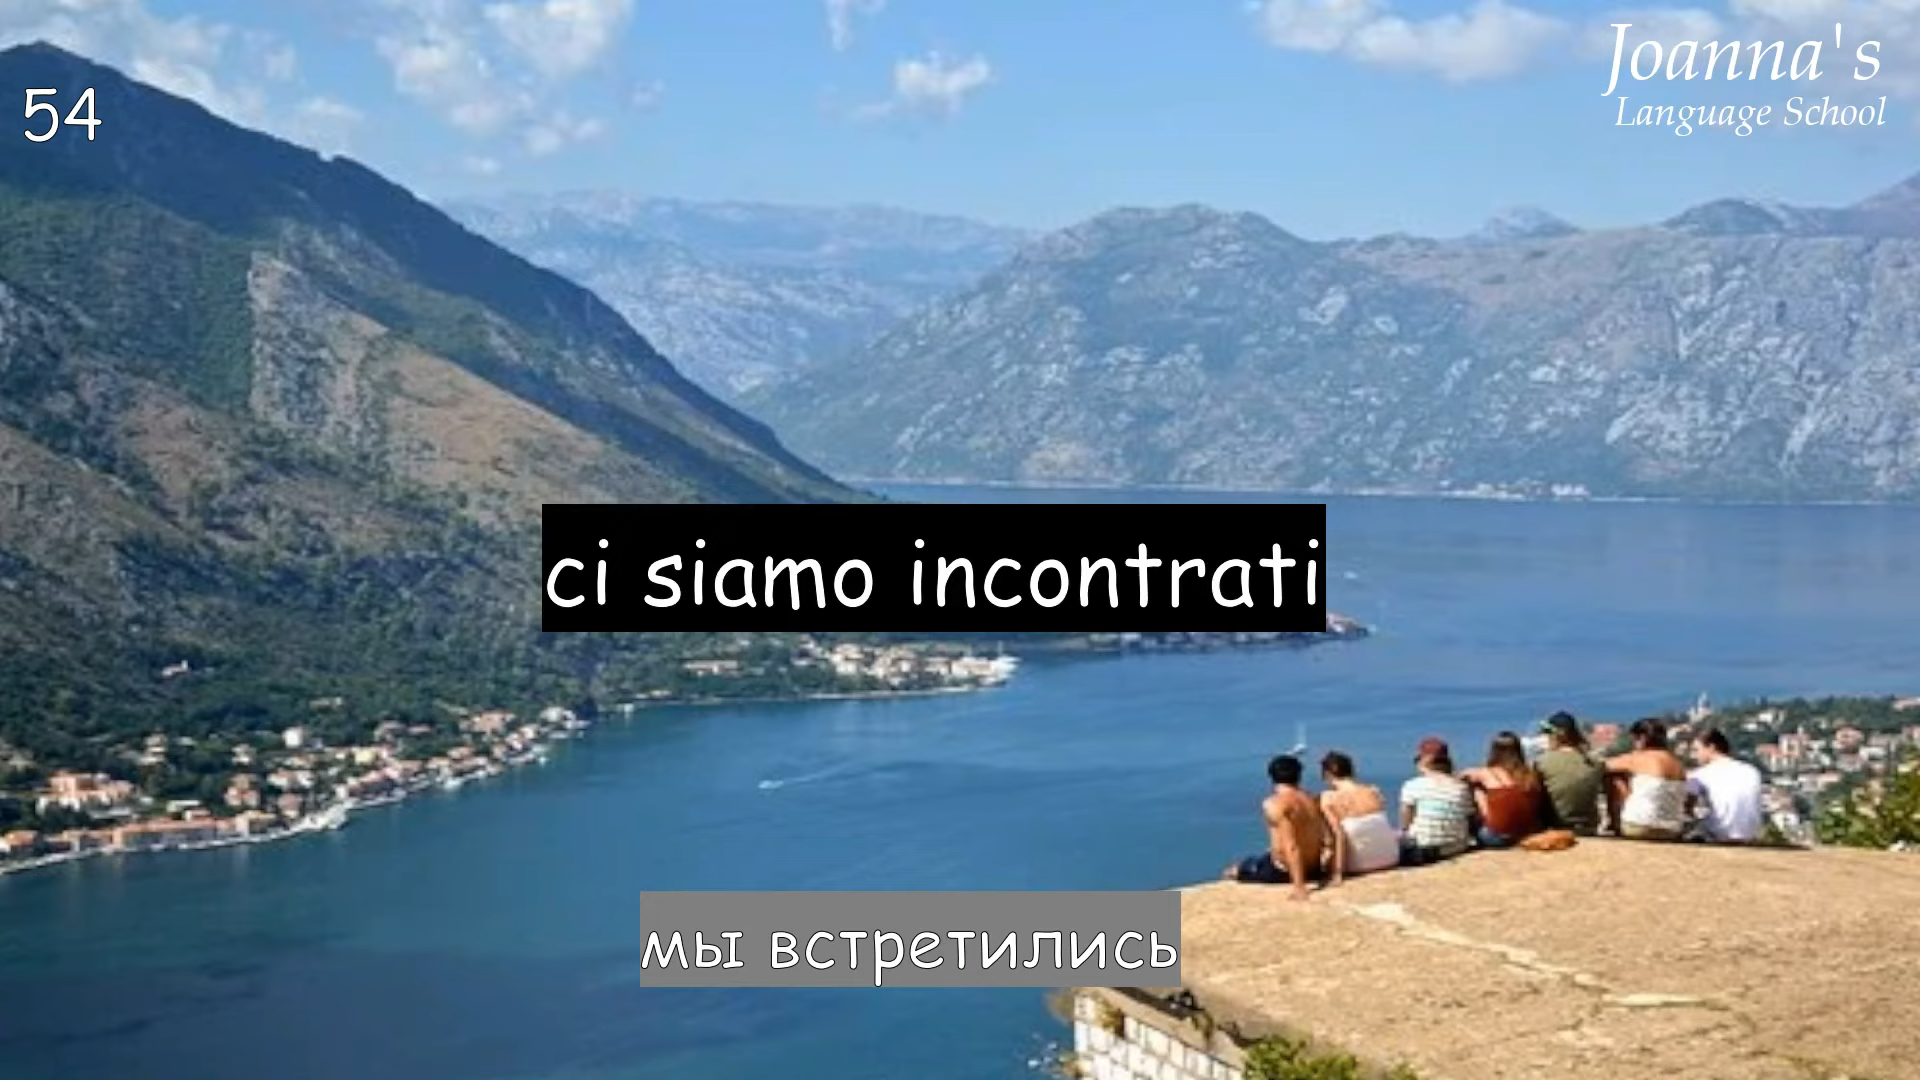 54
Joanna's
Language School
ci siamo incontrati
мы встретились